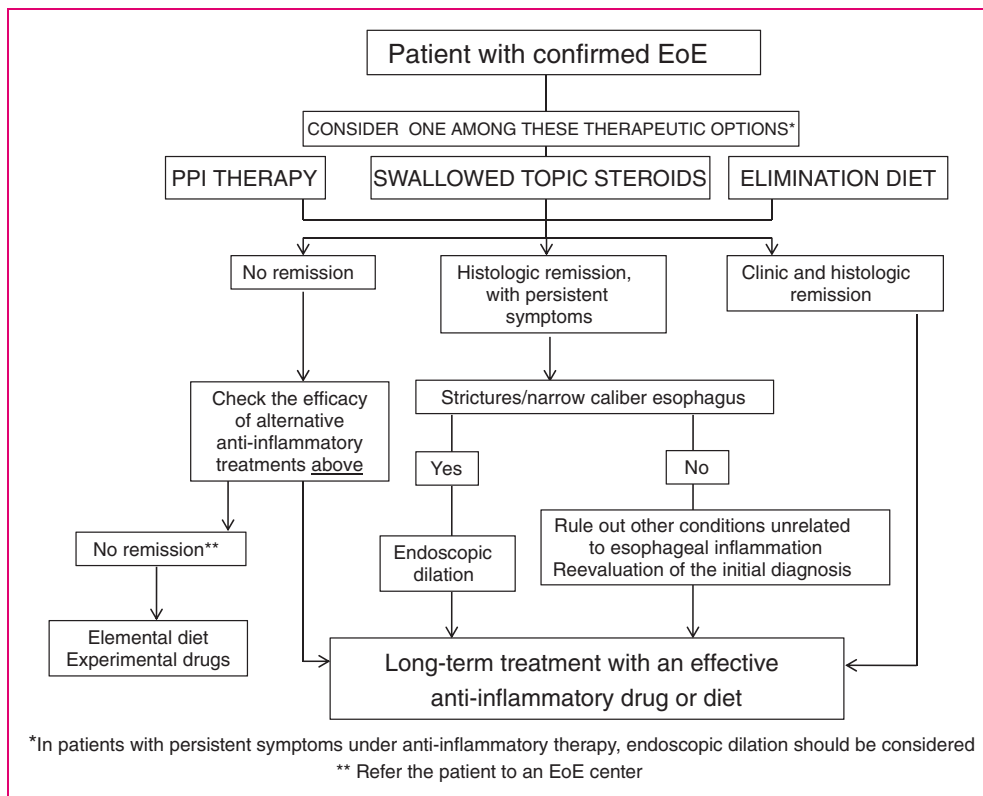 Patient with confirmed EoE
CONSIDER ONE AMONG THESE THERAPEUTIC OPTIONS*
PPI THERAPY
SWALLOWED TOPIC STEROIDS
ELIMINATION DIET
No remission
Histologic remission,
with persistent
symptoms
Clinic and histologic
remission
Check the efficacy
of alternative
anti-inflammatory
treatments above
Strictures/narrow caliber esophagus
Yes
No
No remission**
Endoscopic
dilation
Rule out other conditions unrelated
to esophageal inflammation
Reevaluation of the initial diagnosis
Elemental diet
Experimental drugs
Long-term treatment with an effective
anti-inflammatory drug or diet
*In patients with persistent symptoms under anti-inflammatory therapy, endoscopic dilation should be considered
** Refer the patient to an EoE center